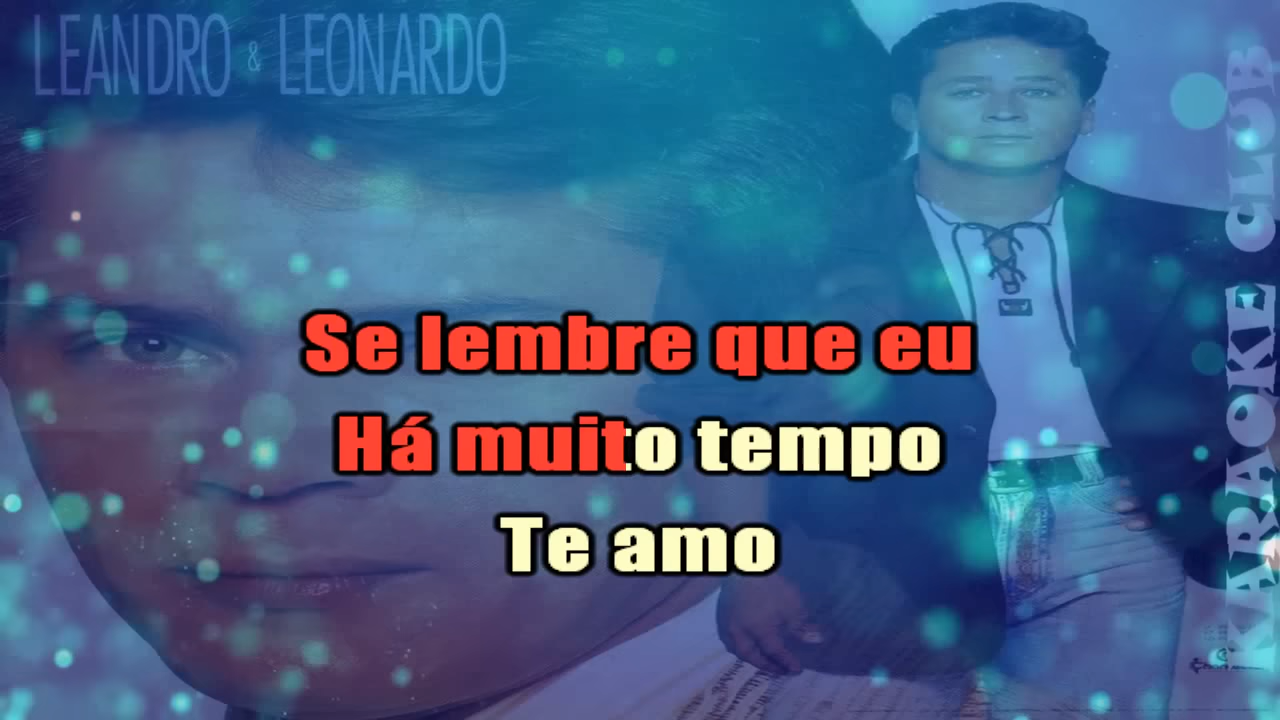 LEANDRO & LEONARDO
KARAOKE CLUB
Se lembre que eu
Há muito tempo
Te amo